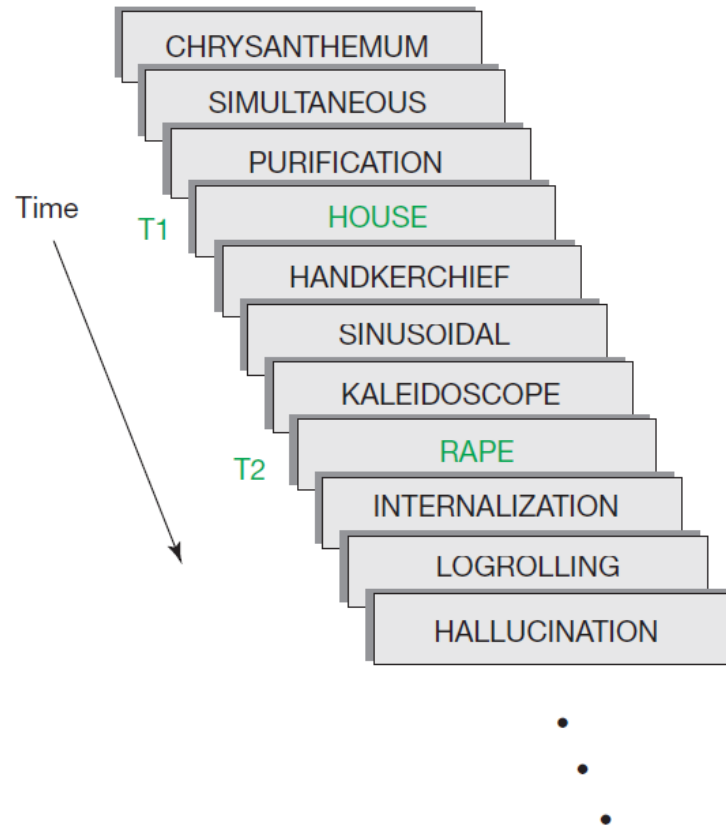 CHRYSANTHEMUM
SIMULTANEOUS
PURIFICATION
Time
T1 HOUSE
HANDKERCHIEF
SINUSOIDAL
KALEIDOSCOPE
T2 RAPE
INTERNALIZATION
LOGROLLING
HALLUCINATION